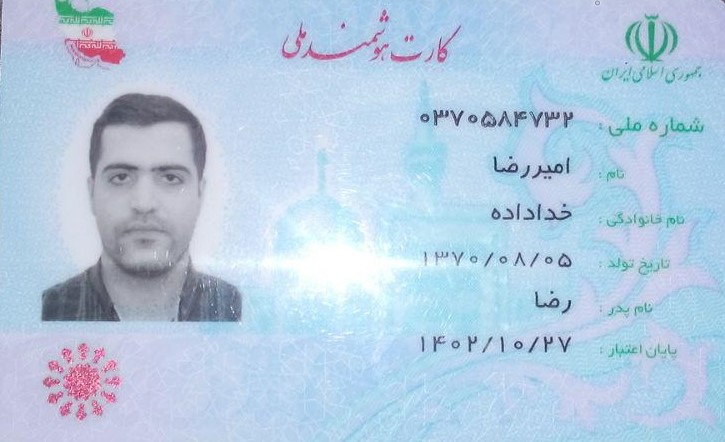 کارت هوشمند ملی
جمهوری اسلامی ایران
شماره ملی: ۰۳۷۰۵۸۴۷۳۲
نام: امیررضا
نام خانوادگی: خداداده
تاریخ تولد: ۱۳۷۰/۰۸/۰۵
نام پدر: رضا
پایان اعتبار: ۱۴۰۲/۱۰/۲۷